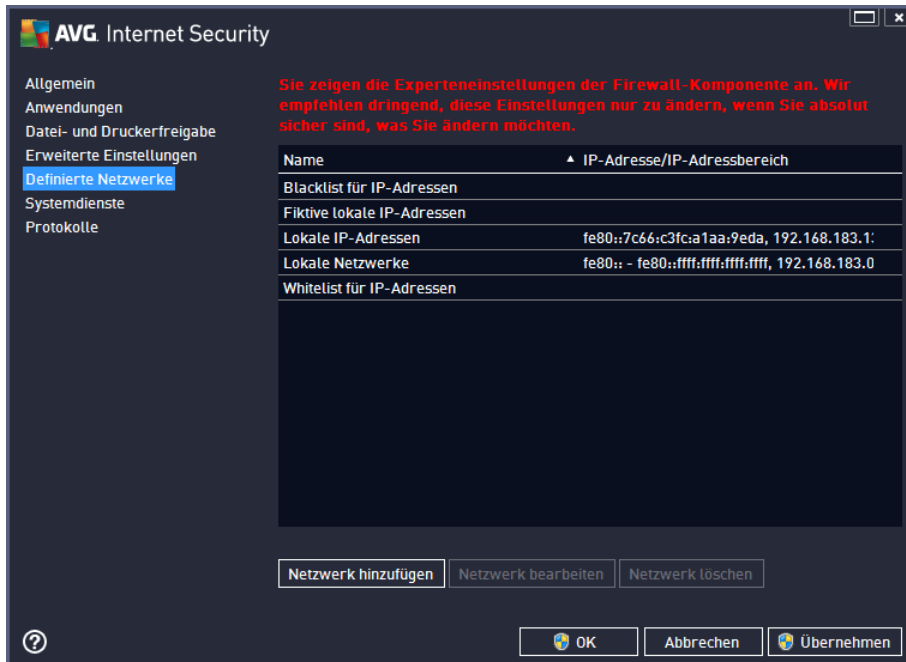 AVG. Internet Security
Allgemein
Anwendungen
Datei- und Druckerfreigabe
Erweiterte Einstellungen
Definierte Netzwerke
Systemdienste
Protokolle
Sie zeigen die Experteneinstellungen der Firewall-Komponente an. Wir
empfehlen dringend, diese Einstellungen nur zu ändern, wenn Sie absolut
sicher sind, was Sie ändern möchten.
Name IP-Adresse/IP-Adressbereich
Blacklist für IP-Adressen
Fiktive lokale IP-Adressen
Lokale IP-Adressen fe80::7c66:c3fc:a1aa:9eda, 192.168.183.1
Lokale Netzwerke fe80:: - fe80::ffff:ffff:ffff:ffff, 192.168.183.0
Whitelist für IP-Adressen
Netzwerk hinzufügen Netzwerk bearbeiten Netzwerk löschen
? OK Abbrechen Übernehmen